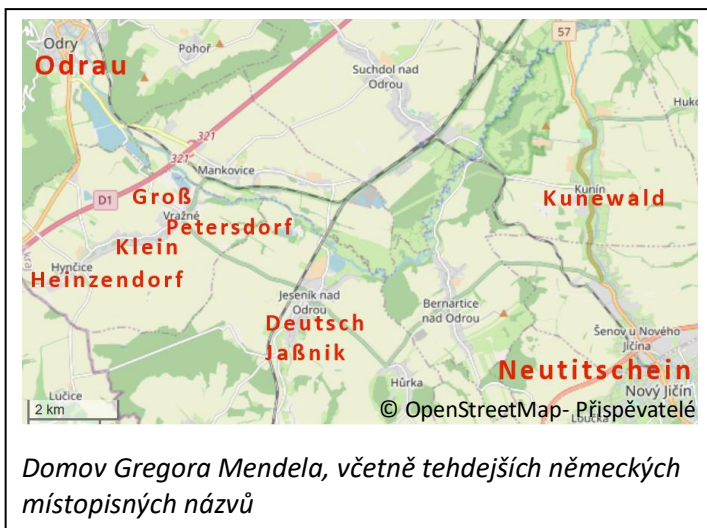 57
Odry
Pohoř
Odrau
Suchdol nad
Odrou
Huko
321
321
Mankovice
D1
Groß
Kunín
Kunewald
Vražné
Petersdorf
Klein
Hynčice
Heinzendorf
Jeseník nad
Odrou
Bernartice
nad Odrou
Deutsch
Jaßnik
Šenov u Nového
Jičína
Neutitschein
Hůrka
Nový Jičín
Lučice
2 km
© OpenStreetMap- Přispěvatelé
Loučka
Domov Gregora Mendela, včetně tehdejších německých
místopisných názvů